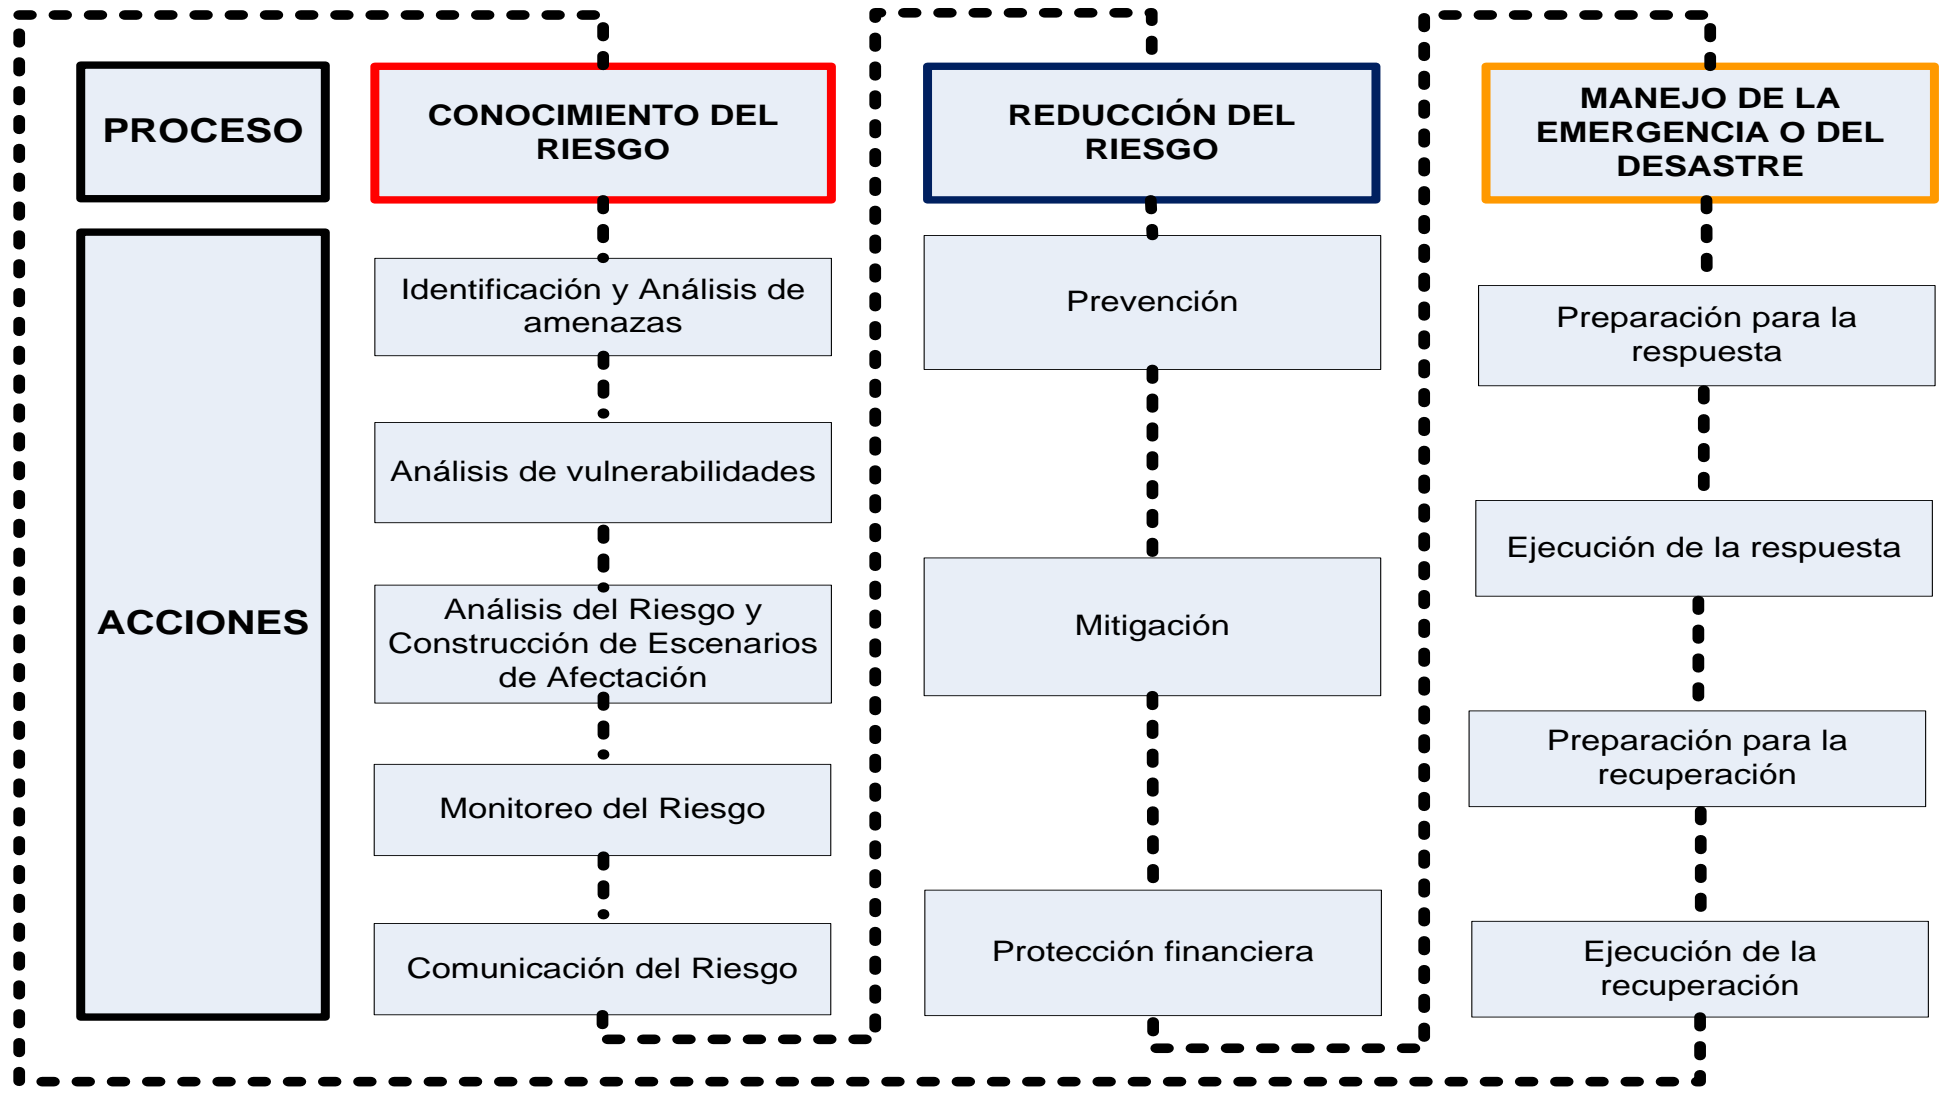 PROCESO
CONOCIMIENTO DEL
RIESGO
REDUCCIÓN DEL
RIESGO
MANEJO DE LA
EMERGENCIA O DEL
DESASTRE
ACCIONES
Identificación y Análisis de
amenazas
Análisis de vulnerabilidades
Análisis del Riesgo y
Construcción de Escenarios
de Afectación
Monitoreo del Riesgo
Comunicación del Riesgo
Prevención
Mitigación
Protección financiera
Preparación para la
respuesta
Ejecución de la respuesta
Preparación para la
recuperación
Ejecución de la
recuperación